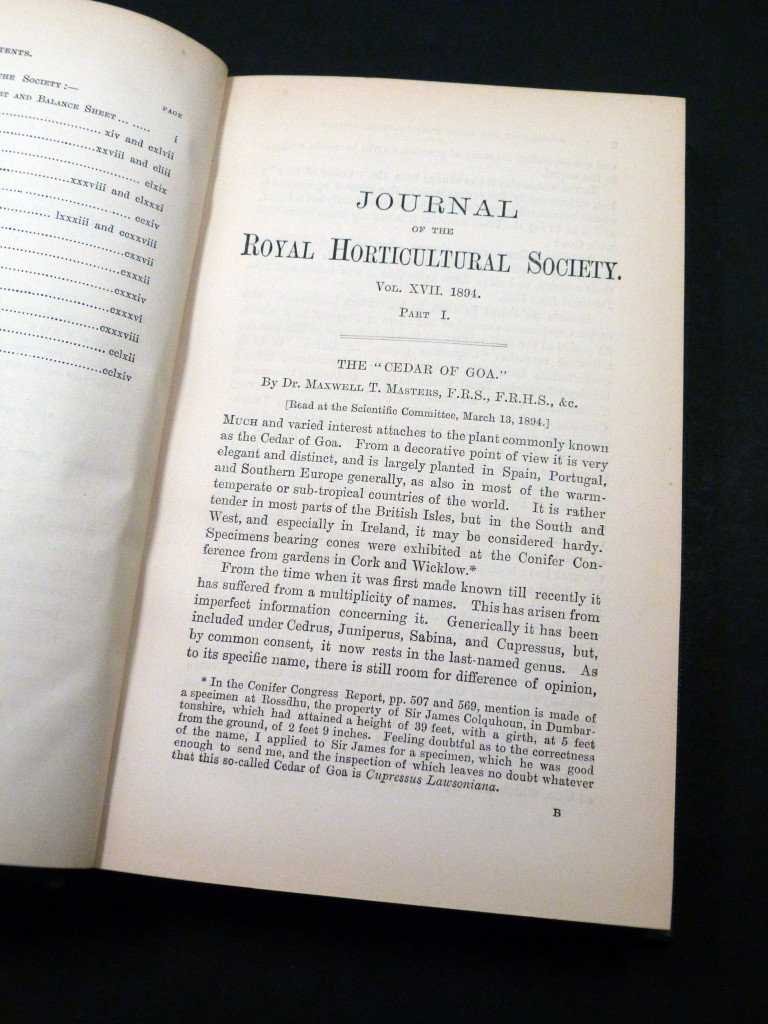 TENTS.
THE SOCIETY:—
PAGE
RT AND BALANCE SHEET... ...... i
xiv and cxlvii
xxviii and cliii
clxix
xxxviii and clxxxi
ccxiv
lxxxiii and ccxxviii
cxxvii
cxxxii
cxxxiv
cxxxvi
cxxxviii
cclxii
cclxiv
JOURNAL
OF THE
ROYAL HORTICULTURAL SOCIETY.
VOL. XVII. 1894.
PART I.
THE "CEDAR OF GOA."
By Dr. MAXWELL T. MASTERS, F.R.S., F.R.H.S., &c.
[Read at the Scientific Committee, March 13, 1894.]
MUCH and varied interest attaches to the plant commonly known
as the Cedar of Goa. From a decorative point of view it is very
elegant and distinct, and is largely planted in Spain, Portugal,
and Southern Europe generally, as also in most of the warm-
temperate or sub-tropical countries of the world. It is rather
tender in most parts of the British Isles, but in the South and
West, and especially in Ireland, it may be considered hardy.
Specimens bearing cones were exhibited at the Conifer Con-
ference from gardens in Cork and Wicklow.*
From the time when it was first made known till recently it
has suffered from a multiplicity of names. This has arisen from
imperfect information concerning it. Generically it has been
included under Cedrus, Juniperus, Sabina, and Cupressus, but,
by common consent, it now rests in the last-named genus. As
to its specific name, there is still room for difference of opinion,
* In the Conifer Congress Report, pp. 507 and 569, mention is made of
a specimen at Rossdhu, the property of Sir James Colquhoun, in Dumbar-
tonshire, which had attained a height of 39 feet, with a girth, at 5 feet
from the ground, of 2 feet 9 inches. Feeling doubtful as to the correctness
of the name, I applied to Sir James for a specimen, which he was good
enough to send me, and the inspection of which leaves no doubt whatever
that this so-called Cedar of Goa is Cupressus Lawsoniana.
B